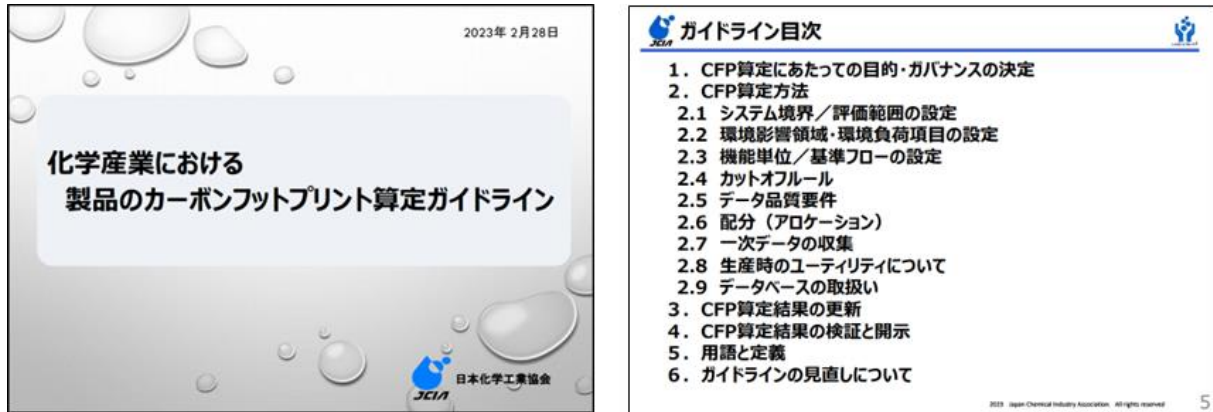 2023年 2月28日
化学産業における
製品のカーボンフットプリント算定ガイドライン
JCIA
日本化学工業協会
JCIA
ガイドライン目次
1．CFP算定にあたっての目的・ガバナンスの決定
2．CFP算定方法
2.1 システム境界／評価範囲の設定
2.2 環境影響領域・環境負荷項目の設定
2.3 機能単位／基準フローの設定
2.4 カットオフルール
2.5 データ品質要件
2.6 配分（アロケーション）
2.7 一次データの収集
2.8 生産時のユーティリティについて
2.9 データベースの取扱い
3．CFP算定結果の更新
4．CFP算定結果の検証と開示
5．用語と定義
6．ガイドラインの見直しについて
2023 Japan Chemical Industry Association. All rights reserved
5